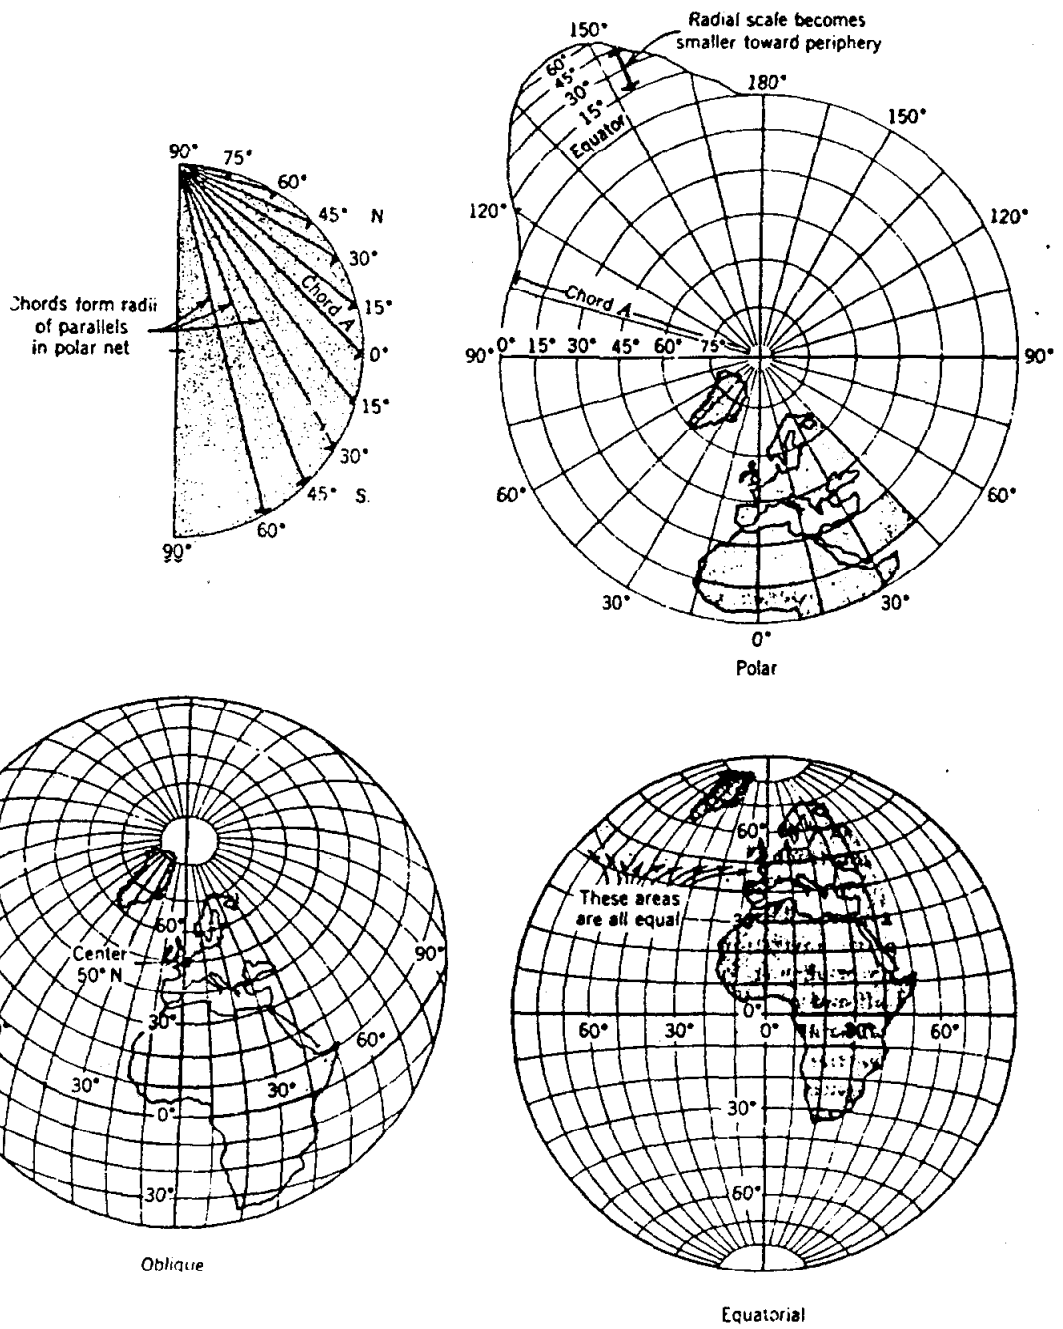 Radial scale becomes
smaller toward periphery
150°
60°
45°
30°
15°
Equator
180°
150°
120°
120°
Chord A
90° 0° 15° 30° 45° 60° 75°
90°
60°
60°
30°
30°
0°
Polar
90°
75°
60°
45° N
30°
15°
Chord A
0°
15°
30°
45° S.
60°
90°
Chords form radii
of parallels
in polar net
60°
Center
50° N
90°
30°
60°
30°
30°
0°
30°
Oblique
60°
These areas
are all equal
30°
0°
60° 30° 0° 30° 60°
30°
60°
Equatorial